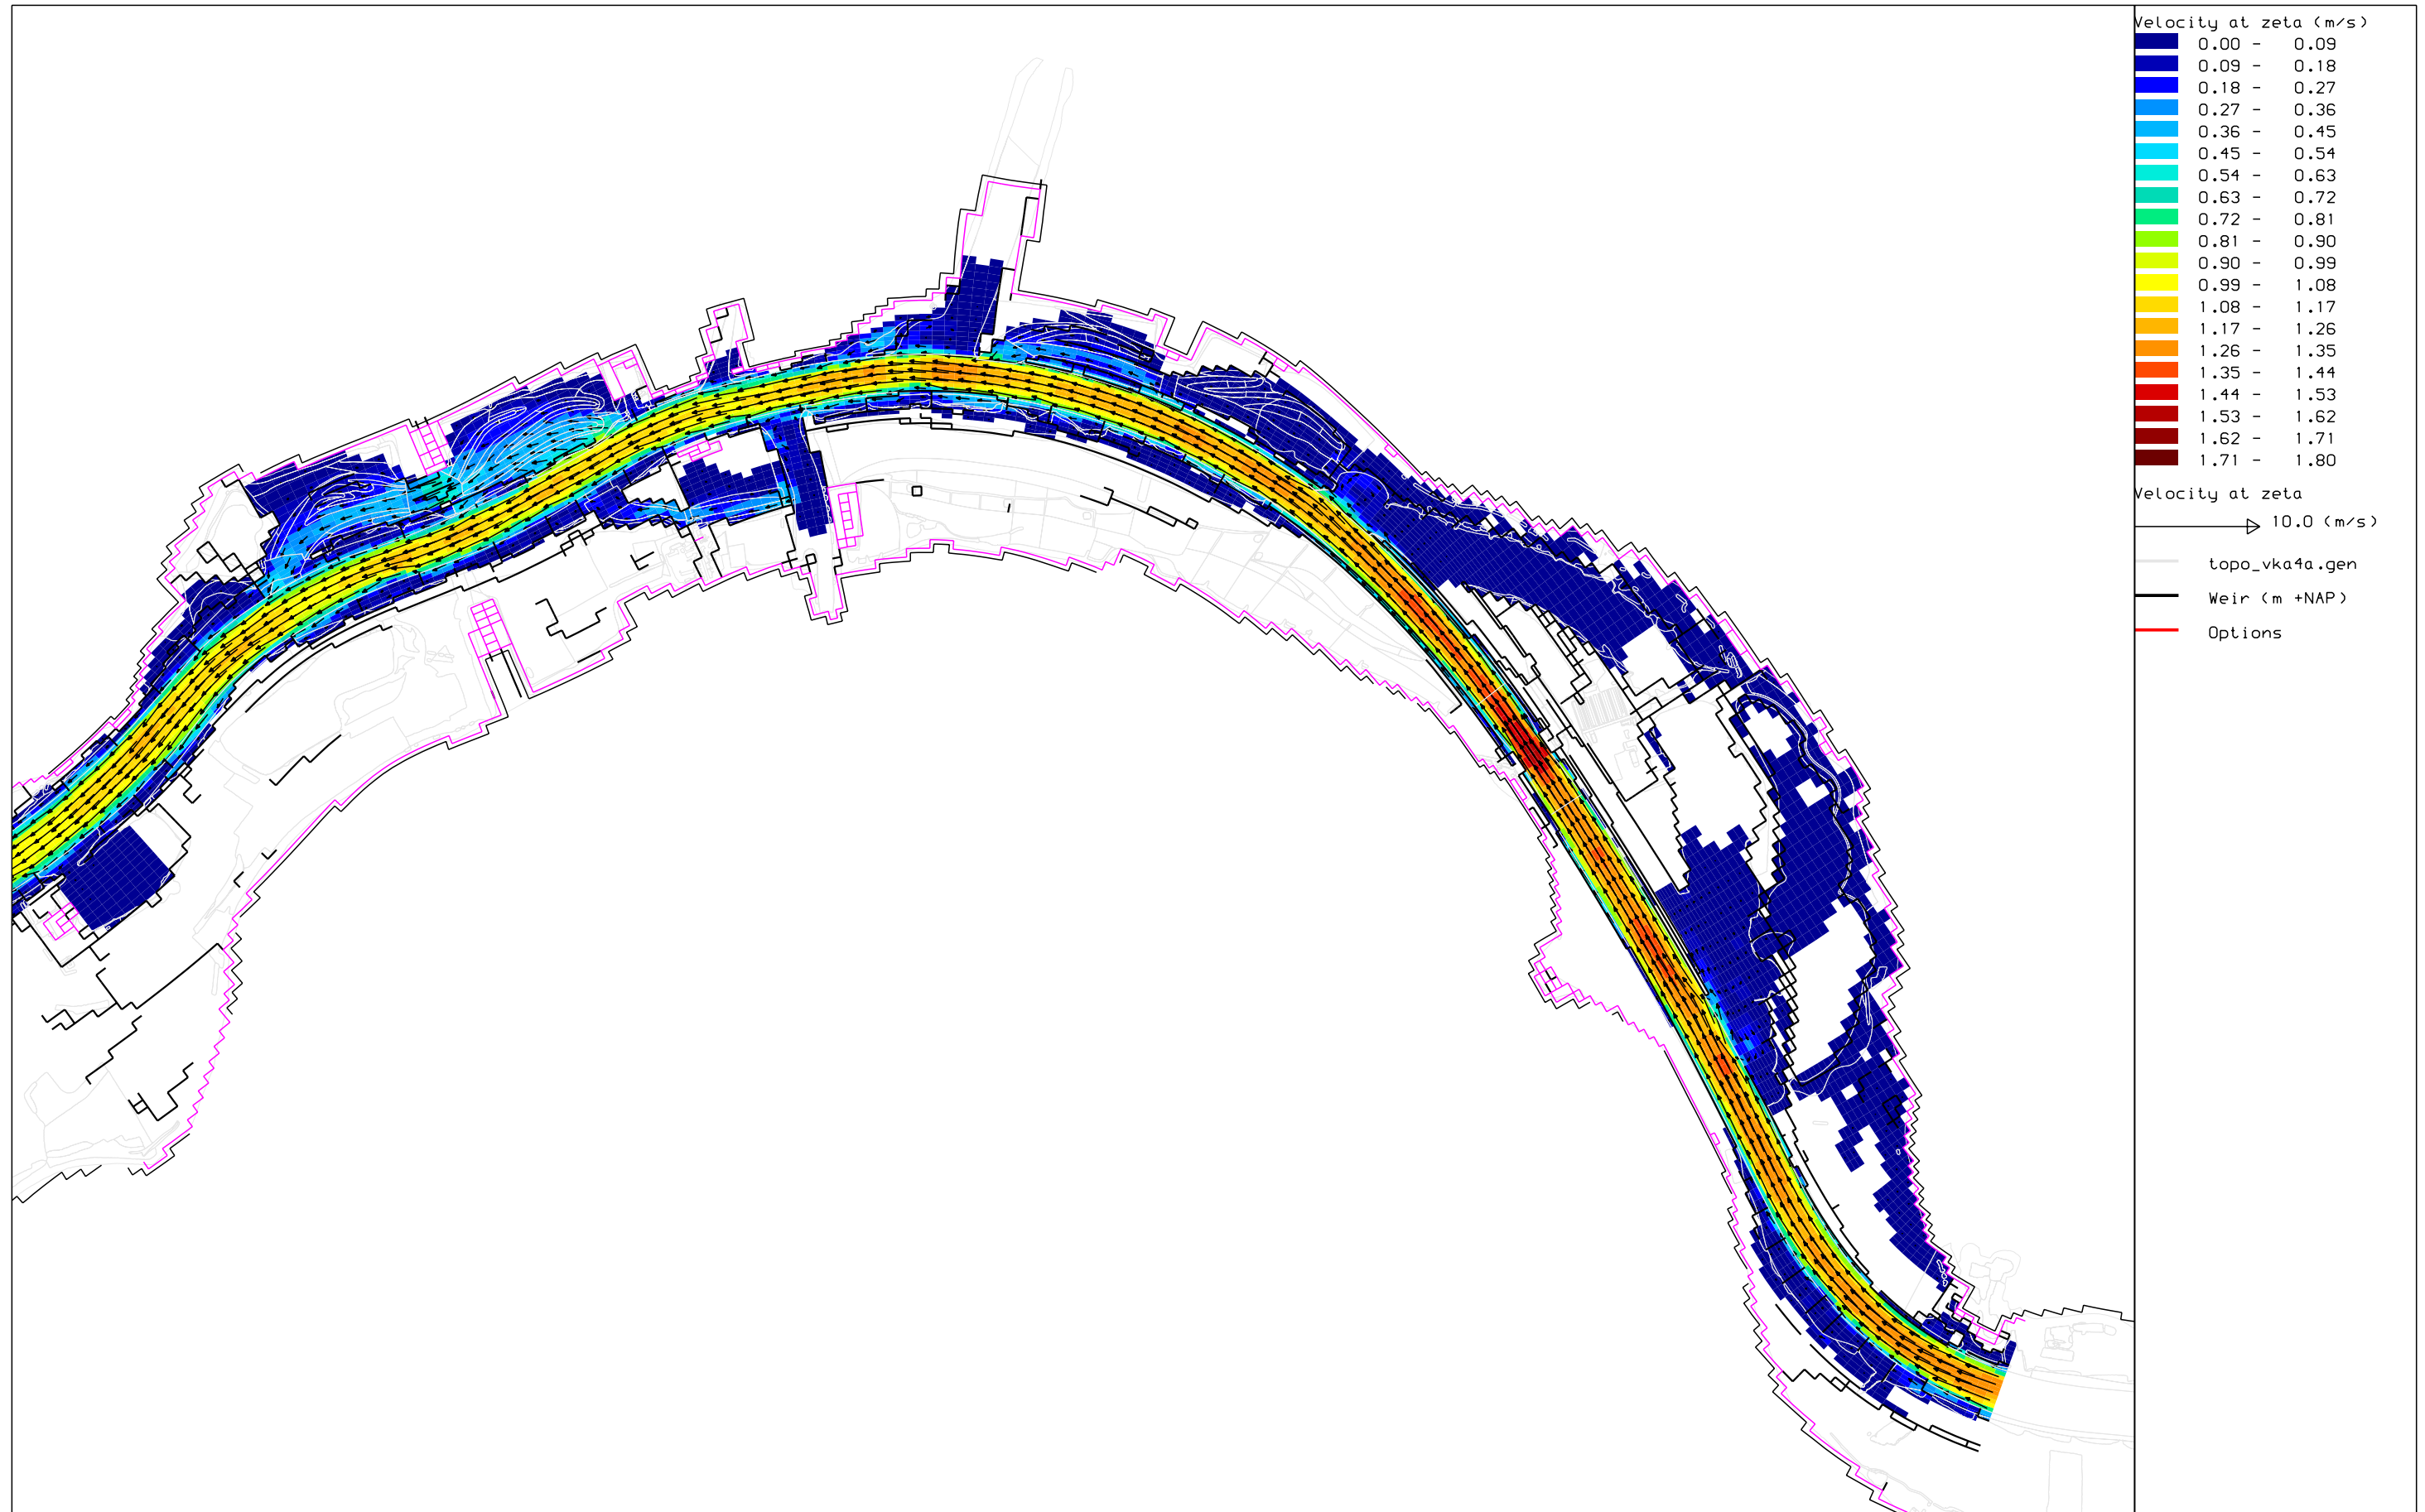 Velocity at zeta (m/s)
0.00 - 0.09
0.09 - 0.18
0.18 - 0.27
0.27 - 0.36
0.36 - 0.45
0.45 - 0.54
0.54 - 0.63
0.63 - 0.72
0.72 - 0.81
0.81 - 0.90
0.90 - 0.99
0.99 - 1.08
1.08 - 1.17
1.17 - 1.26
1.26 - 1.35
1.35 - 1.44
1.44 - 1.53
1.53 - 1.62
1.62 - 1.71
1.71 - 1.80
Velocity at zeta
10.0 (m/s)
topo_vka4a.gen
Weir (m +NAP)
Options